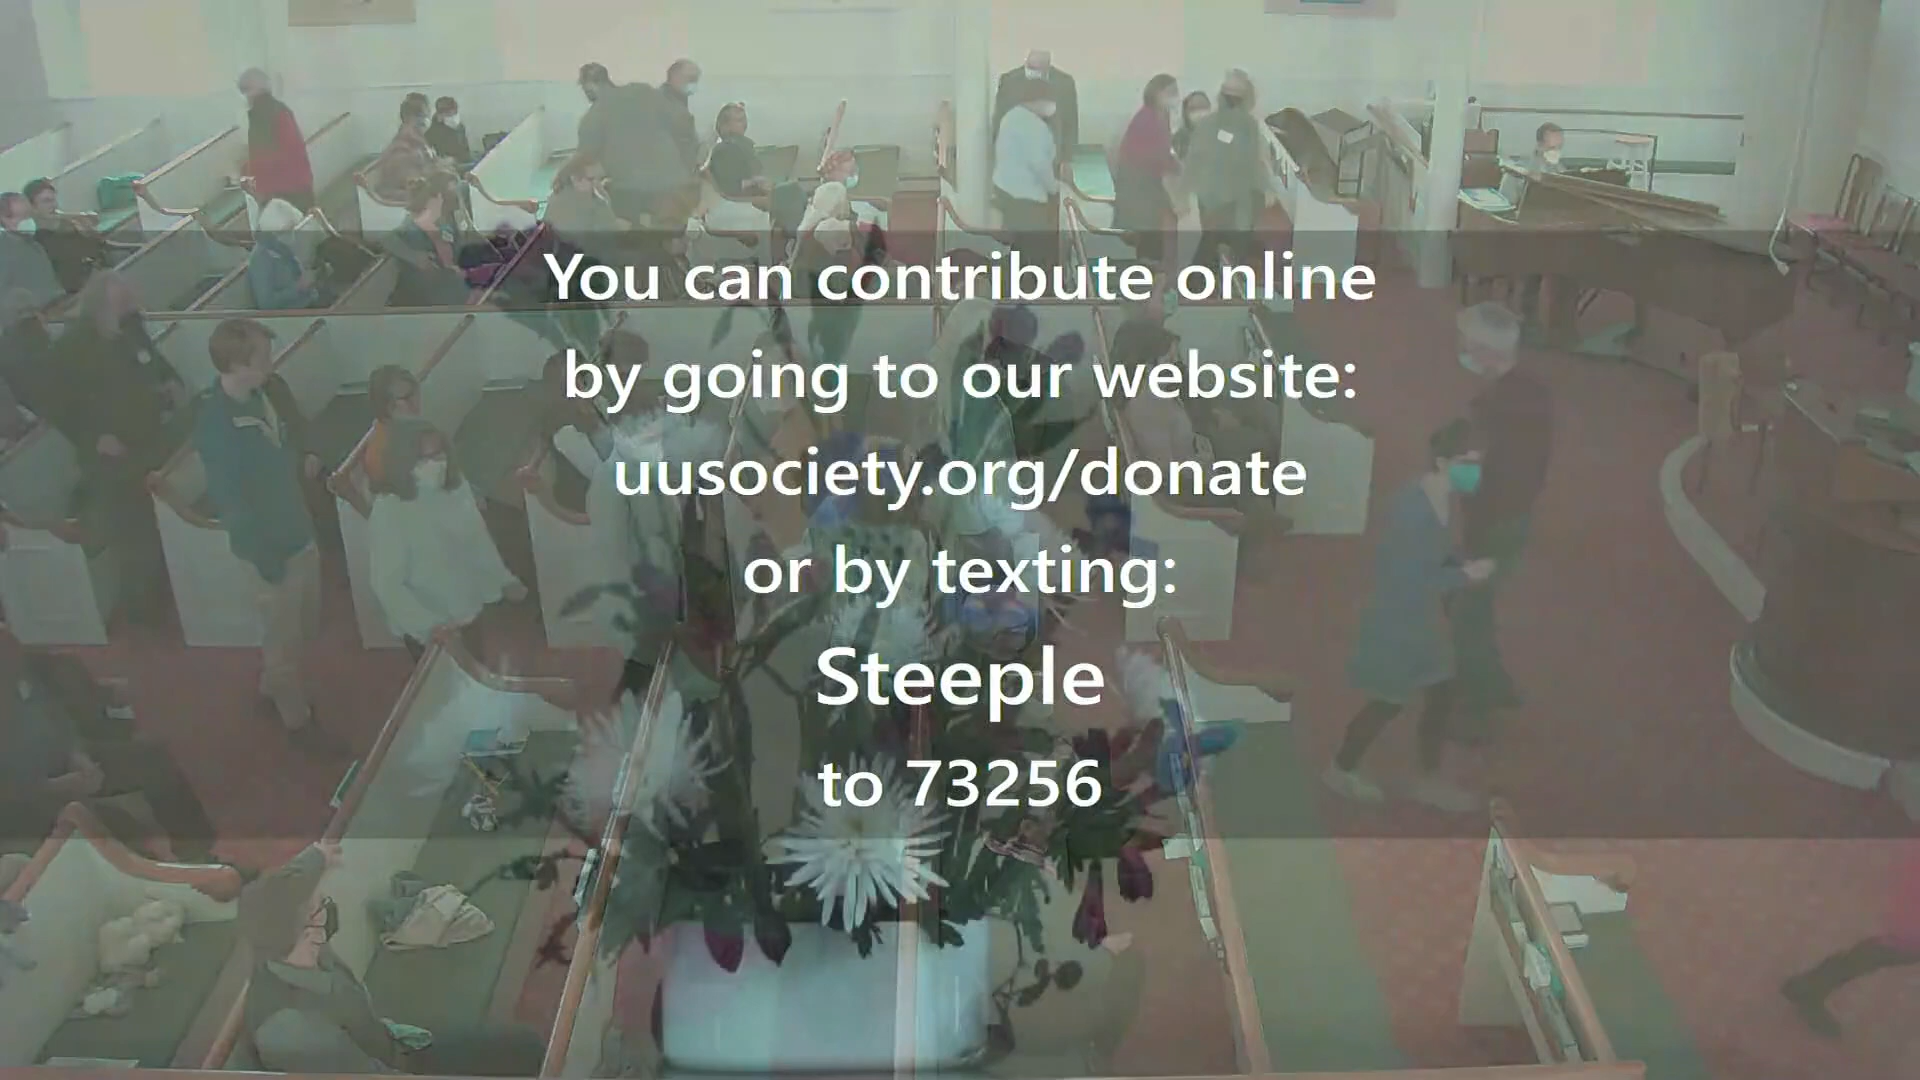 You can contribute online
by going to our website:
uusociety.org/donate
or by texting:
Steeple
to 73256